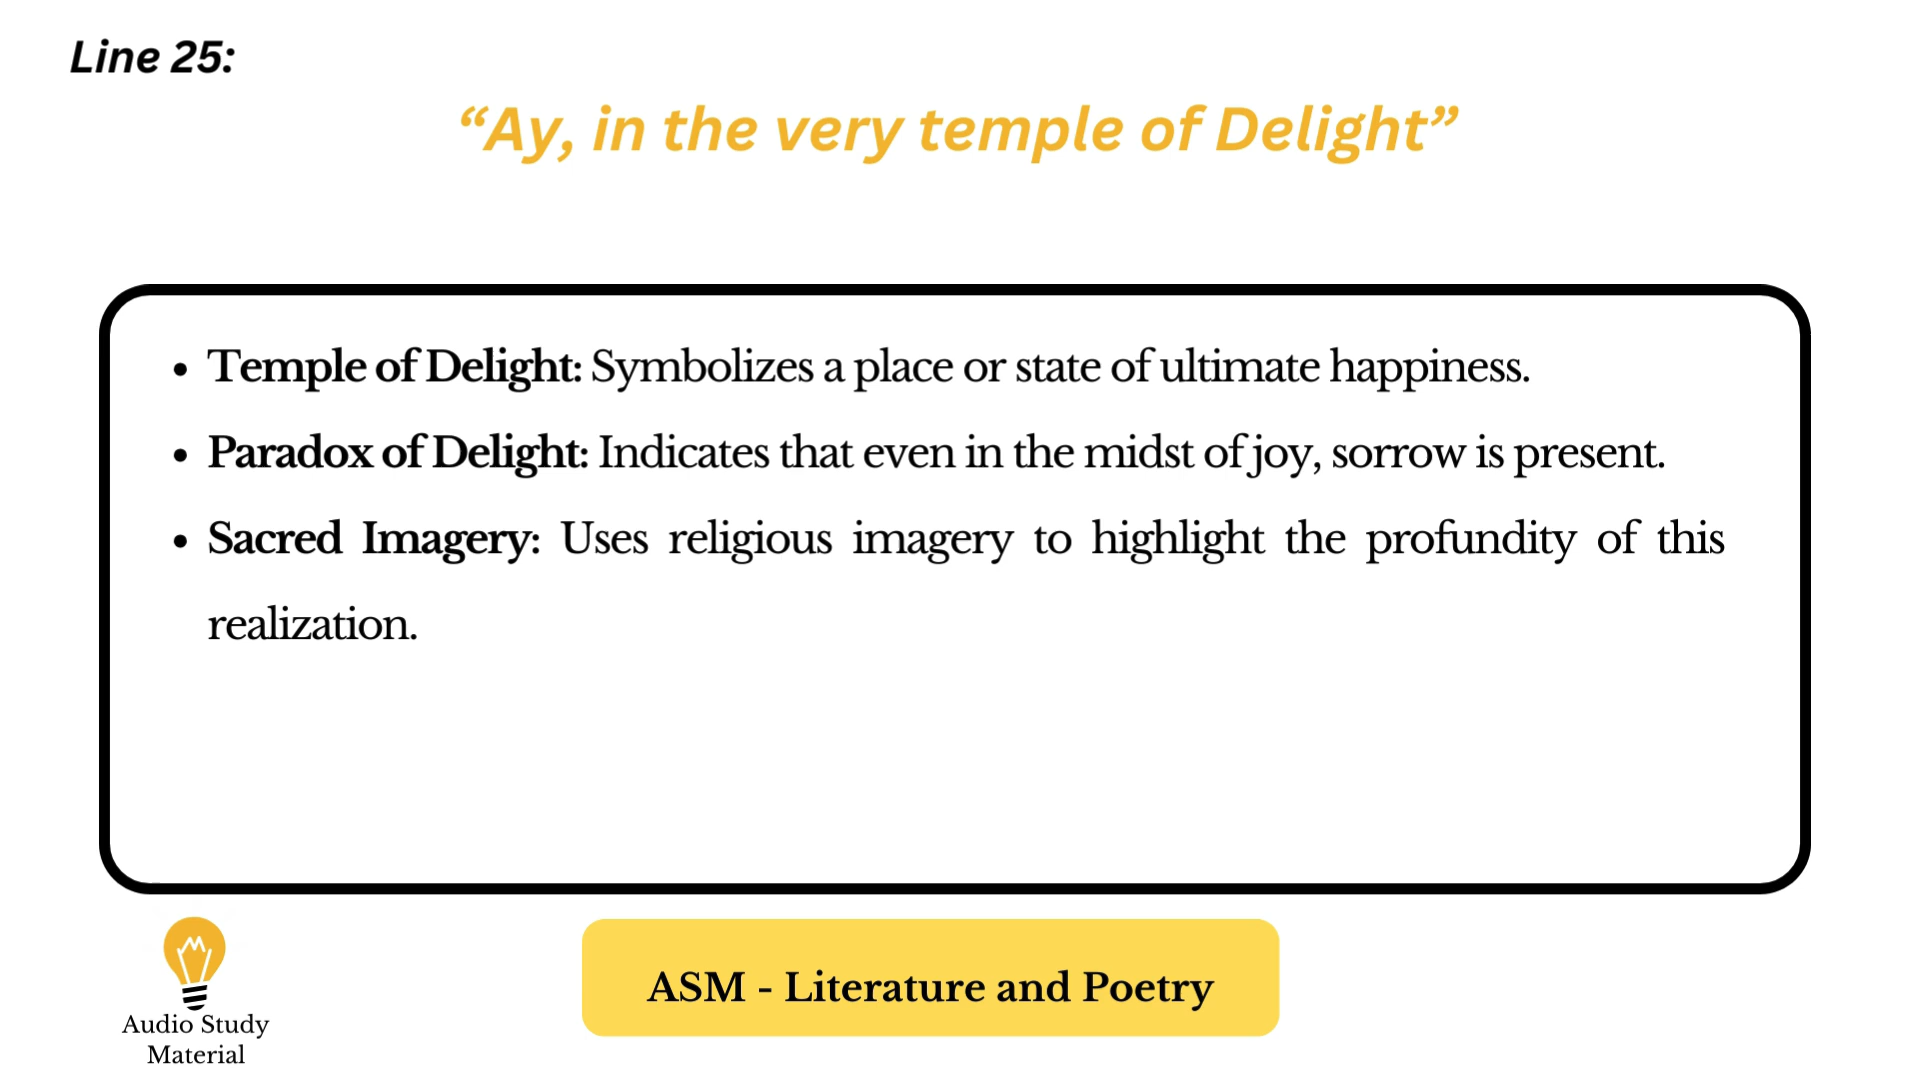 Line 25:
“Ay, in the very temple of Delight”
• Temple of Delight: Symbolizes a place or state of ultimate happiness.
• Paradox of Delight: Indicates that even in the midst of joy, sorrow is present.
• Sacred Imagery: Uses religious imagery to highlight the profundity of this
realization.
Audio Study
Material
ASM - Literature and Poetry